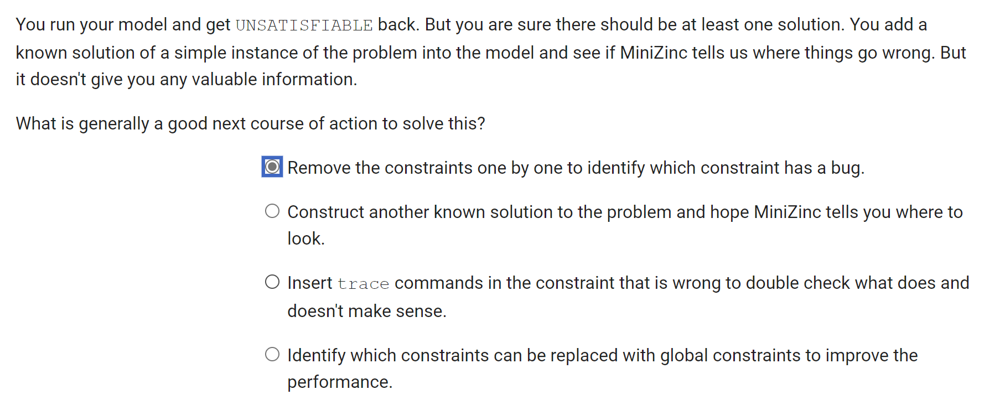 You run your model and get UNSATISFIABLE back. But you are sure there should be at least one solution. You add a
known solution of a simple instance of the problem into the model and see if MiniZinc tells us where things go wrong. But
it doesn't give you any valuable information.
What is generally a good next course of action to solve this?
Remove the constraints one by one to identify which constraint has a bug.
Construct another known solution to the problem and hope MiniZinc tells you where to
look.
Insert trace commands in the constraint that is wrong to double check what does and
doesn't make sense.
Identify which constraints can be replaced with global constraints to improve the
performance.